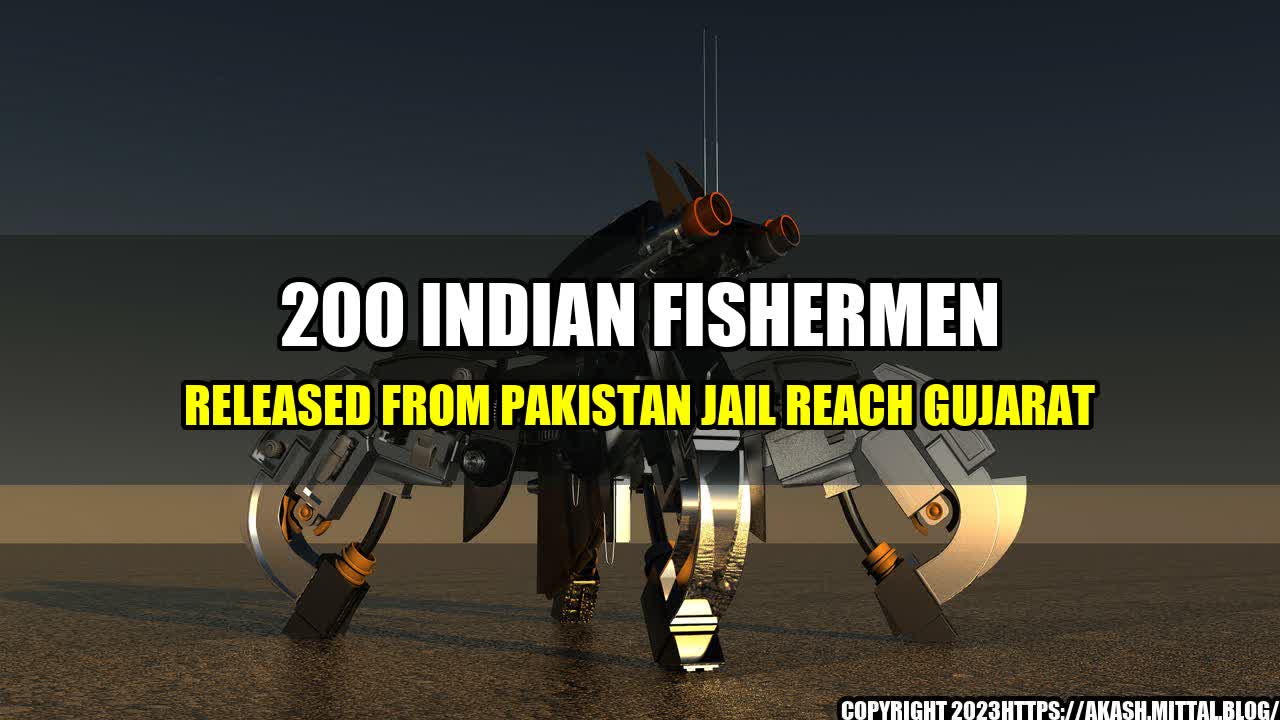 200 INDIAN FISHERMEN
RELEASED FROM PAKISTAN JAIL REACH GUJARAT
COPYRIGHT 2023HTTPS://AKASH.MITTAL.BLOG/